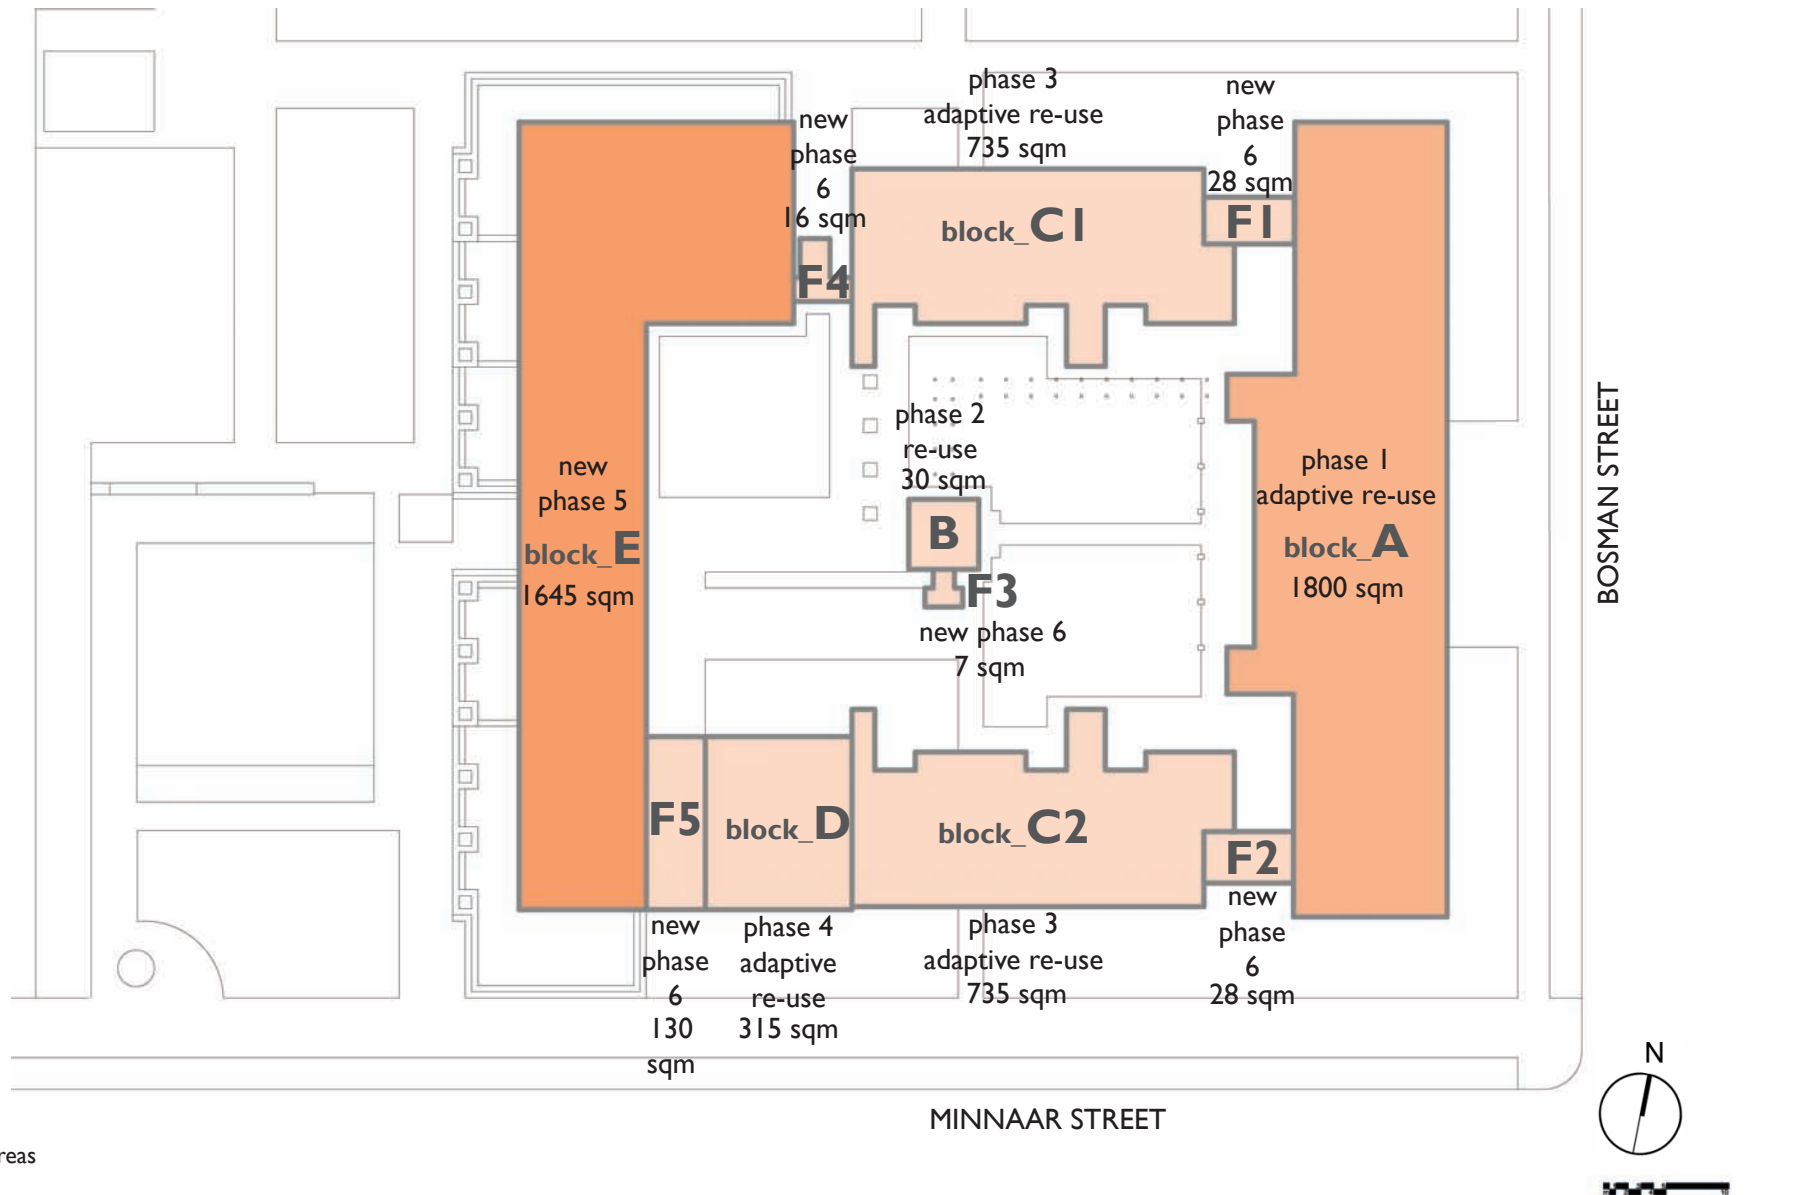 phase 3
adaptive re-use
735 sqm
new
phase
6
28 sqm
new
phase
6
16 sqm
block_C1
F1
F4
phase 2
re-use
30 sqm
B
F3
new phase 6
7 sqm
new
phase 5
block_E
1645 sqm
phase 1
adaptive re-use
block_A
1800 sqm
BOSMAN STREET
F5
block_D
block_C2
F2
new
phase
6
130
sqm
phase 4
adaptive
re-use
315 sqm
phase 3
adaptive re-use
735 sqm
new
phase
6
28 sqm
N
MINNAAR STREET
reas